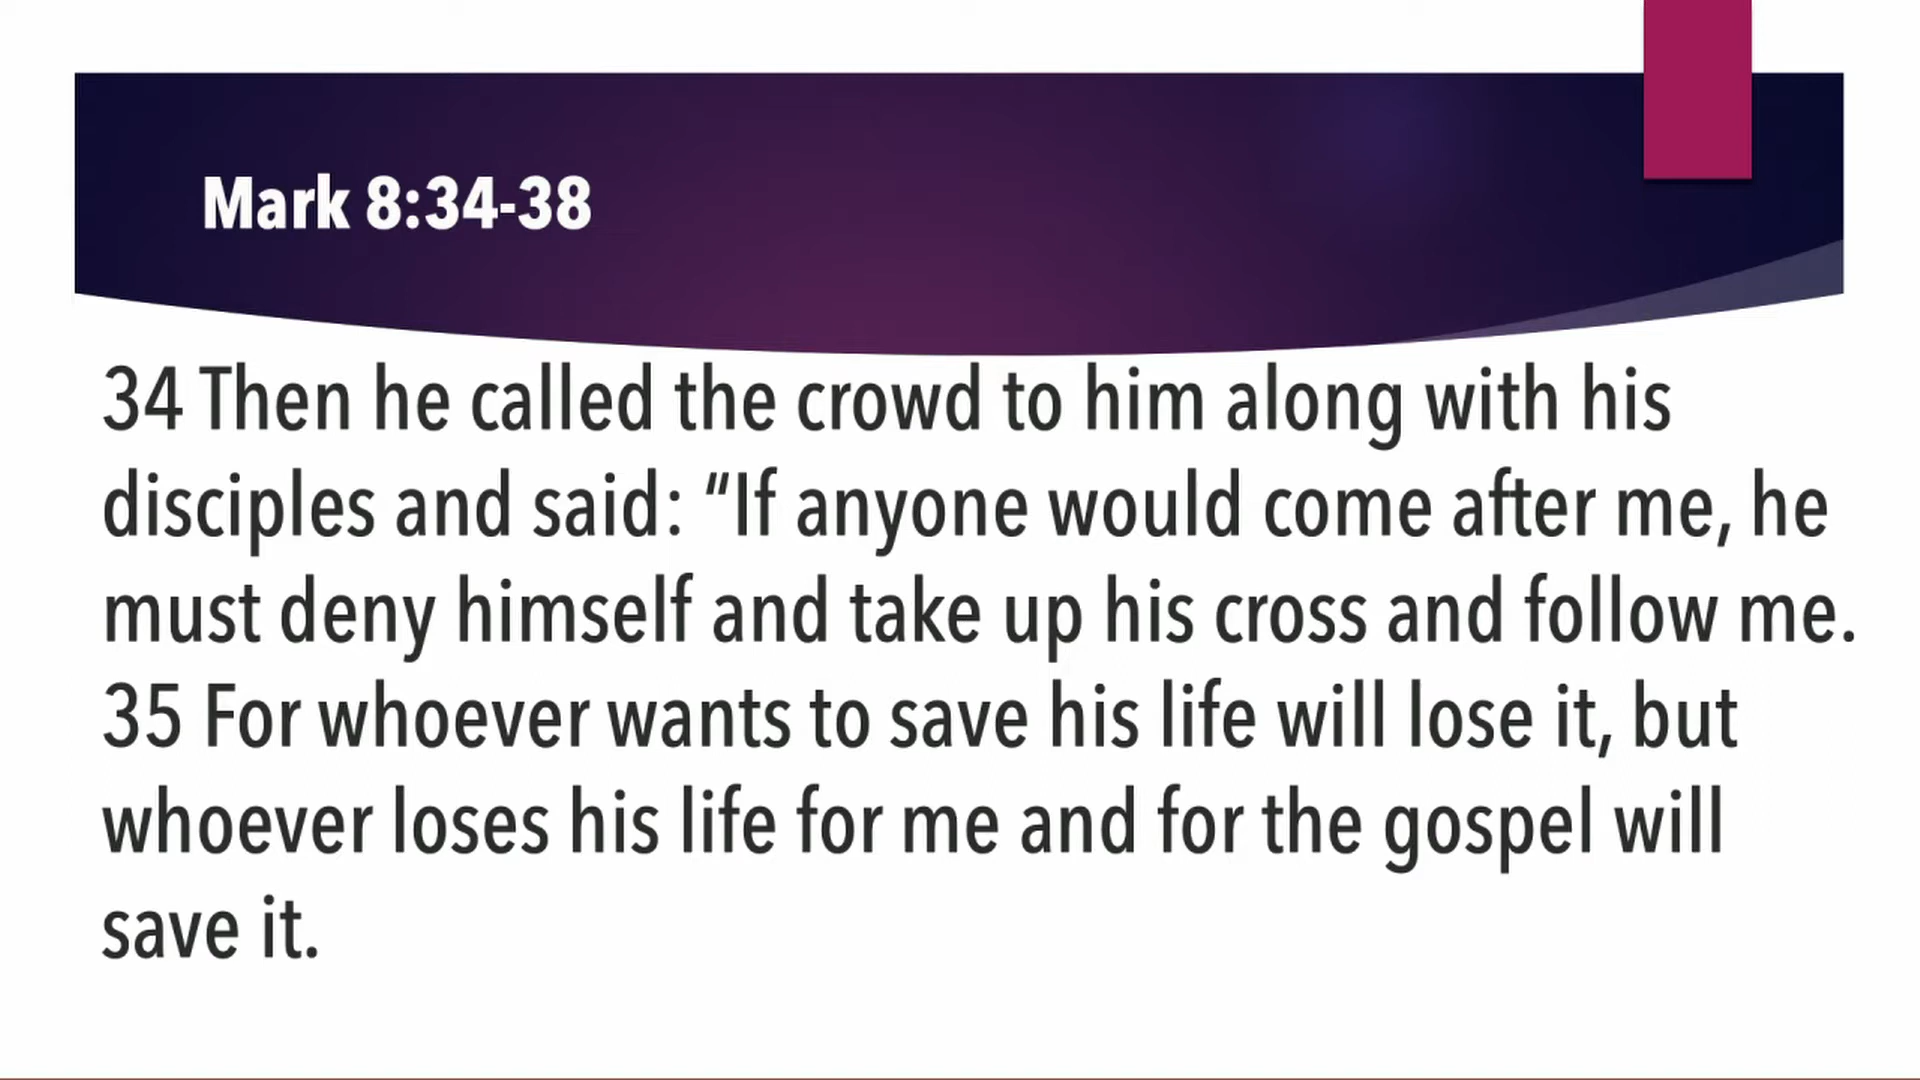 Mark 8:34-38
34 Then he called the crowd to him along with his
disciples and said: “If anyone would come after me, he
must deny himself and take up his cross and follow me.
35 For whoever wants to save his life will lose it, but
whoever loses his life for me and for the gospel will
save it.